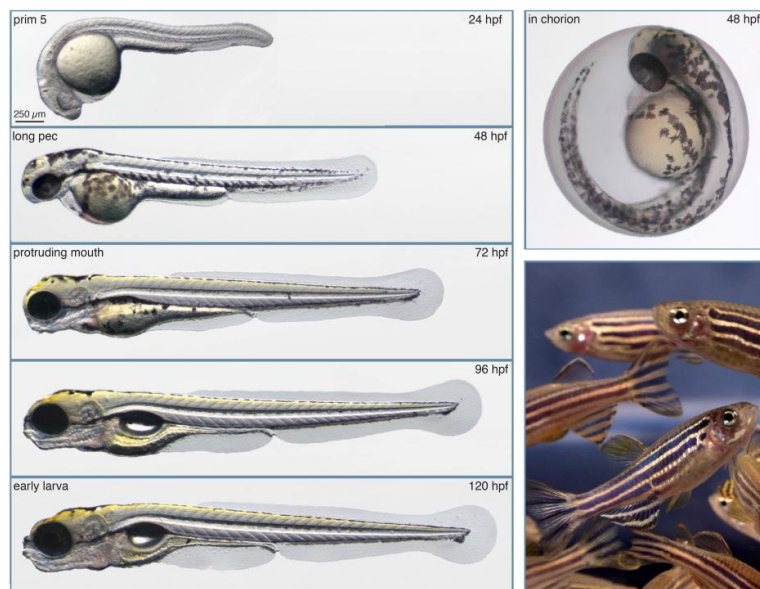 prim 5 24 hpf
250 µm
long pec 48 hpf
protruding mouth 72 hpf
96 hpf
early larva 120 hpf
in chorion 48 hpf